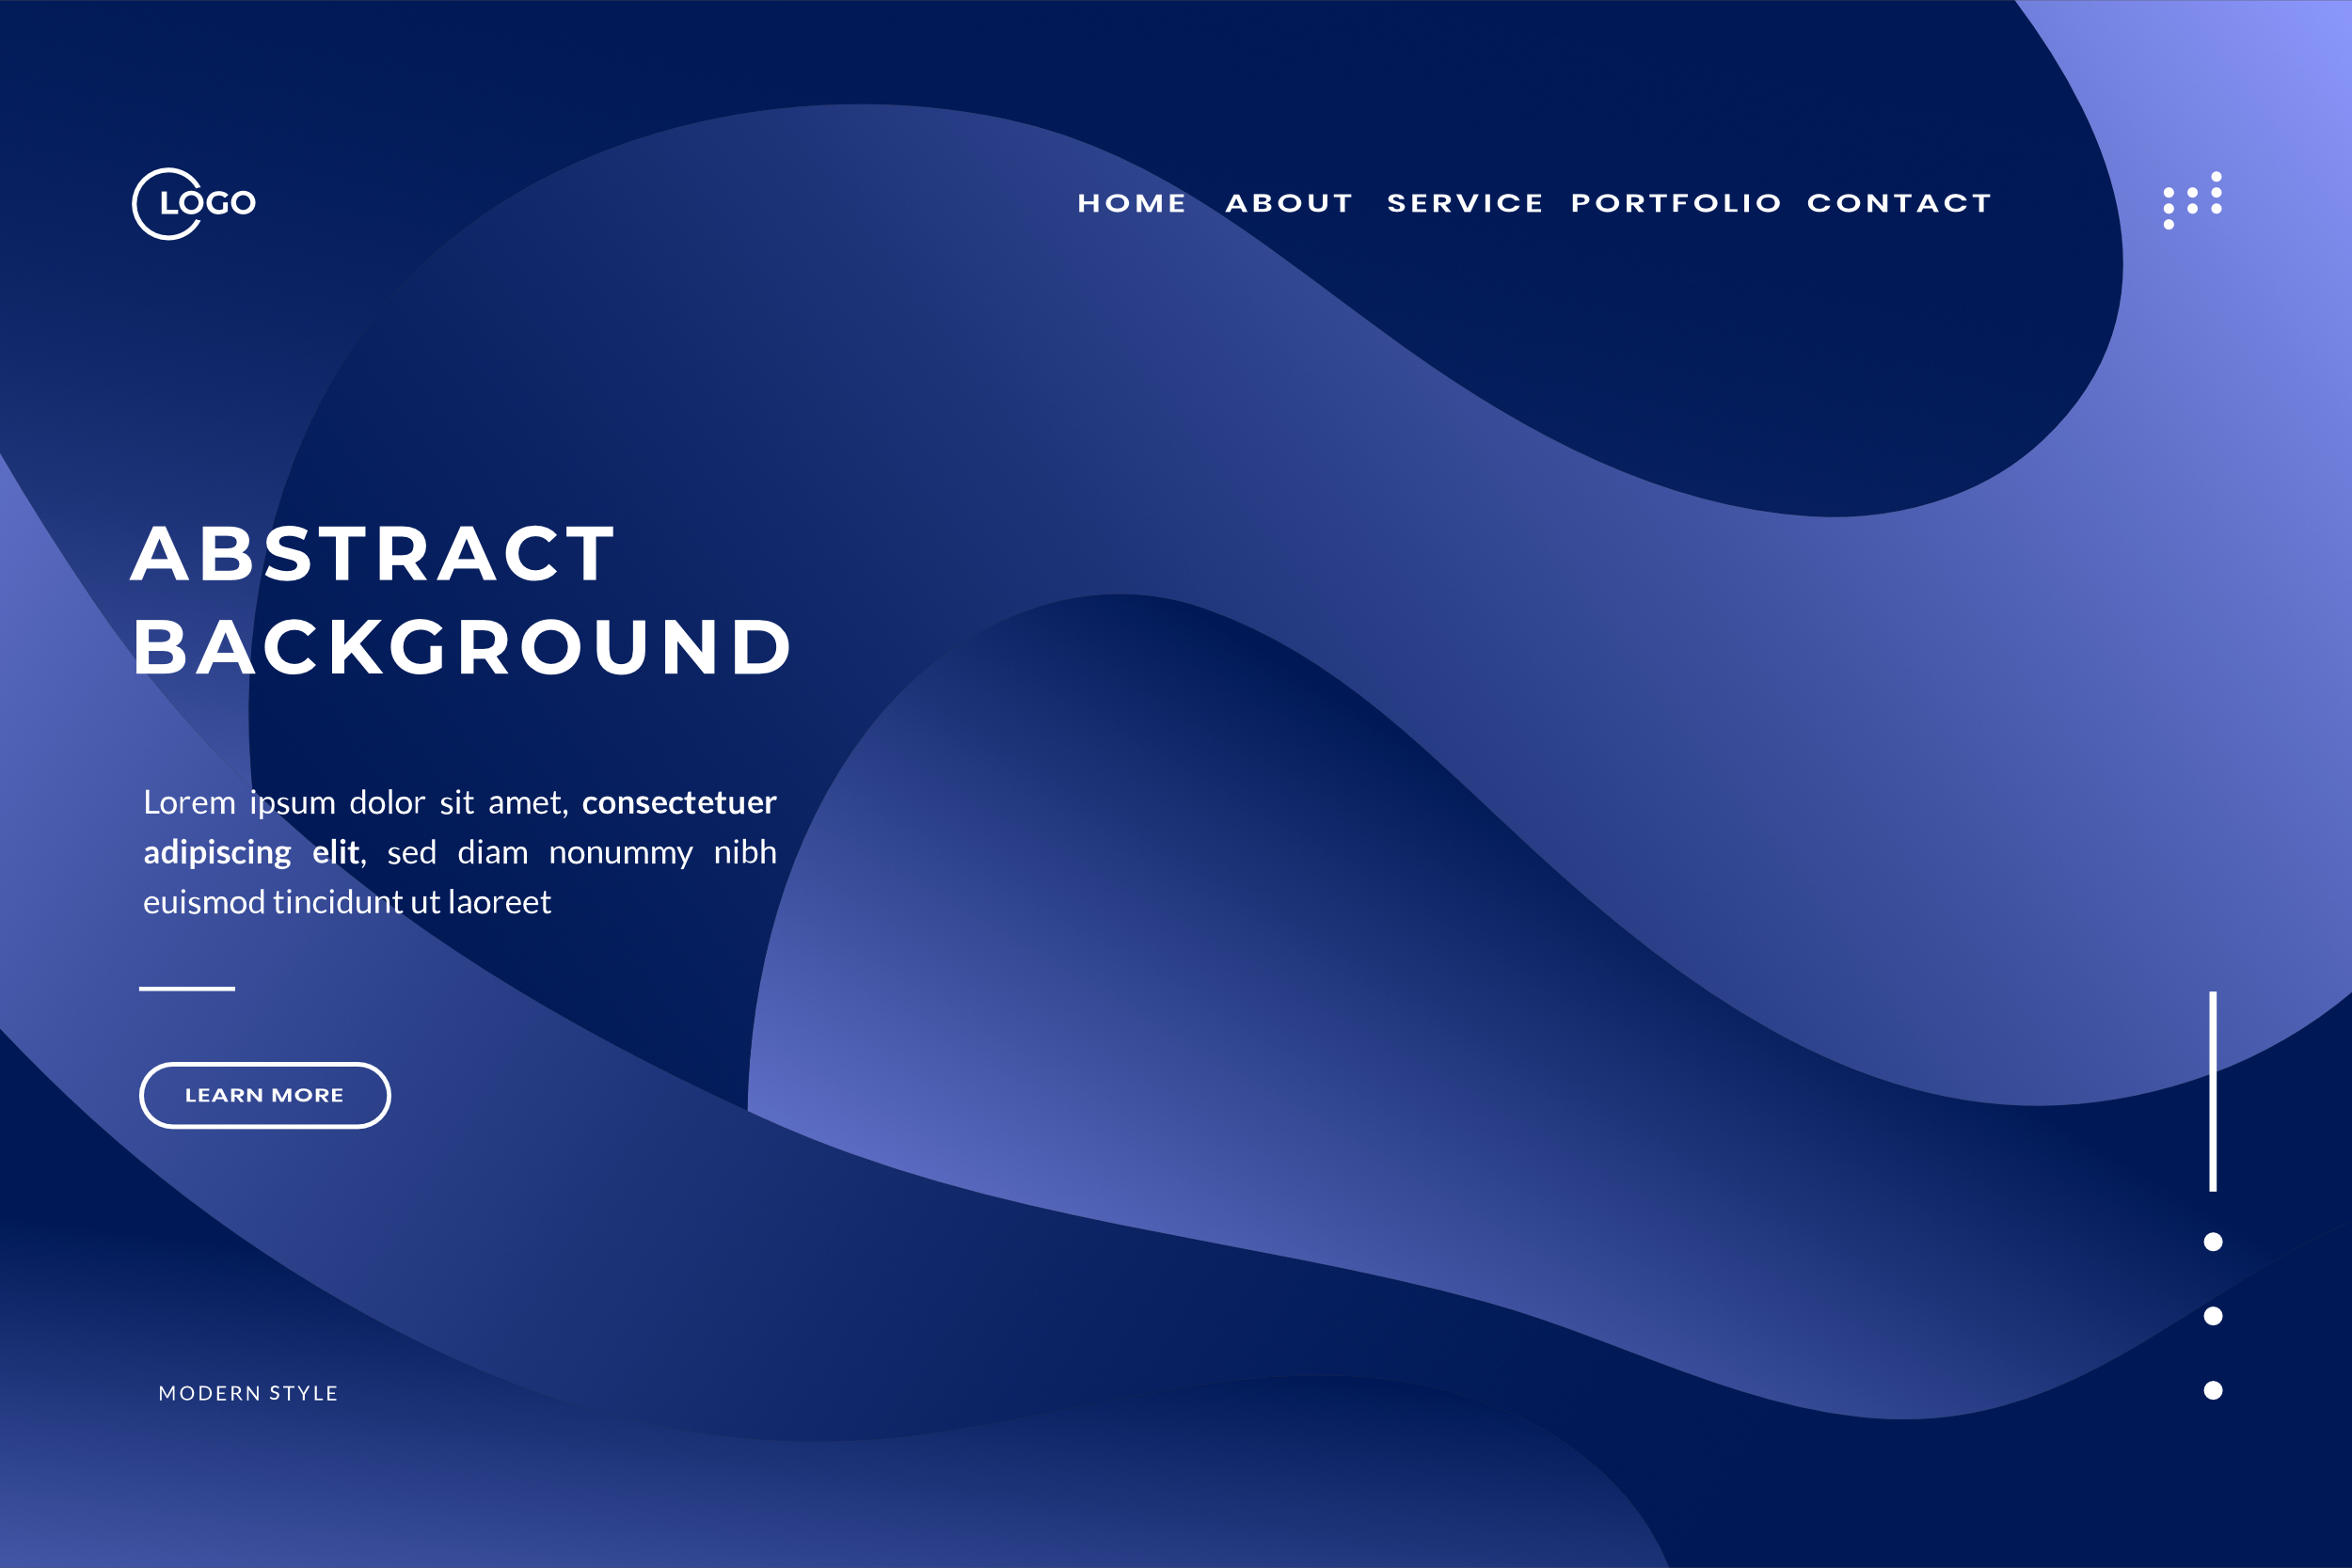 LOGO
HOME ABOUT SERVICE PORTFOLIO CONTACT
ABSTRACT
BACKGROUND
Lorem ipsum dolor sit amet, consectetuer
adipiscing elit, sed diam nonummy nibh
euismod tincidunt ut laoreet
LEARN MORE
MODERN STYLE